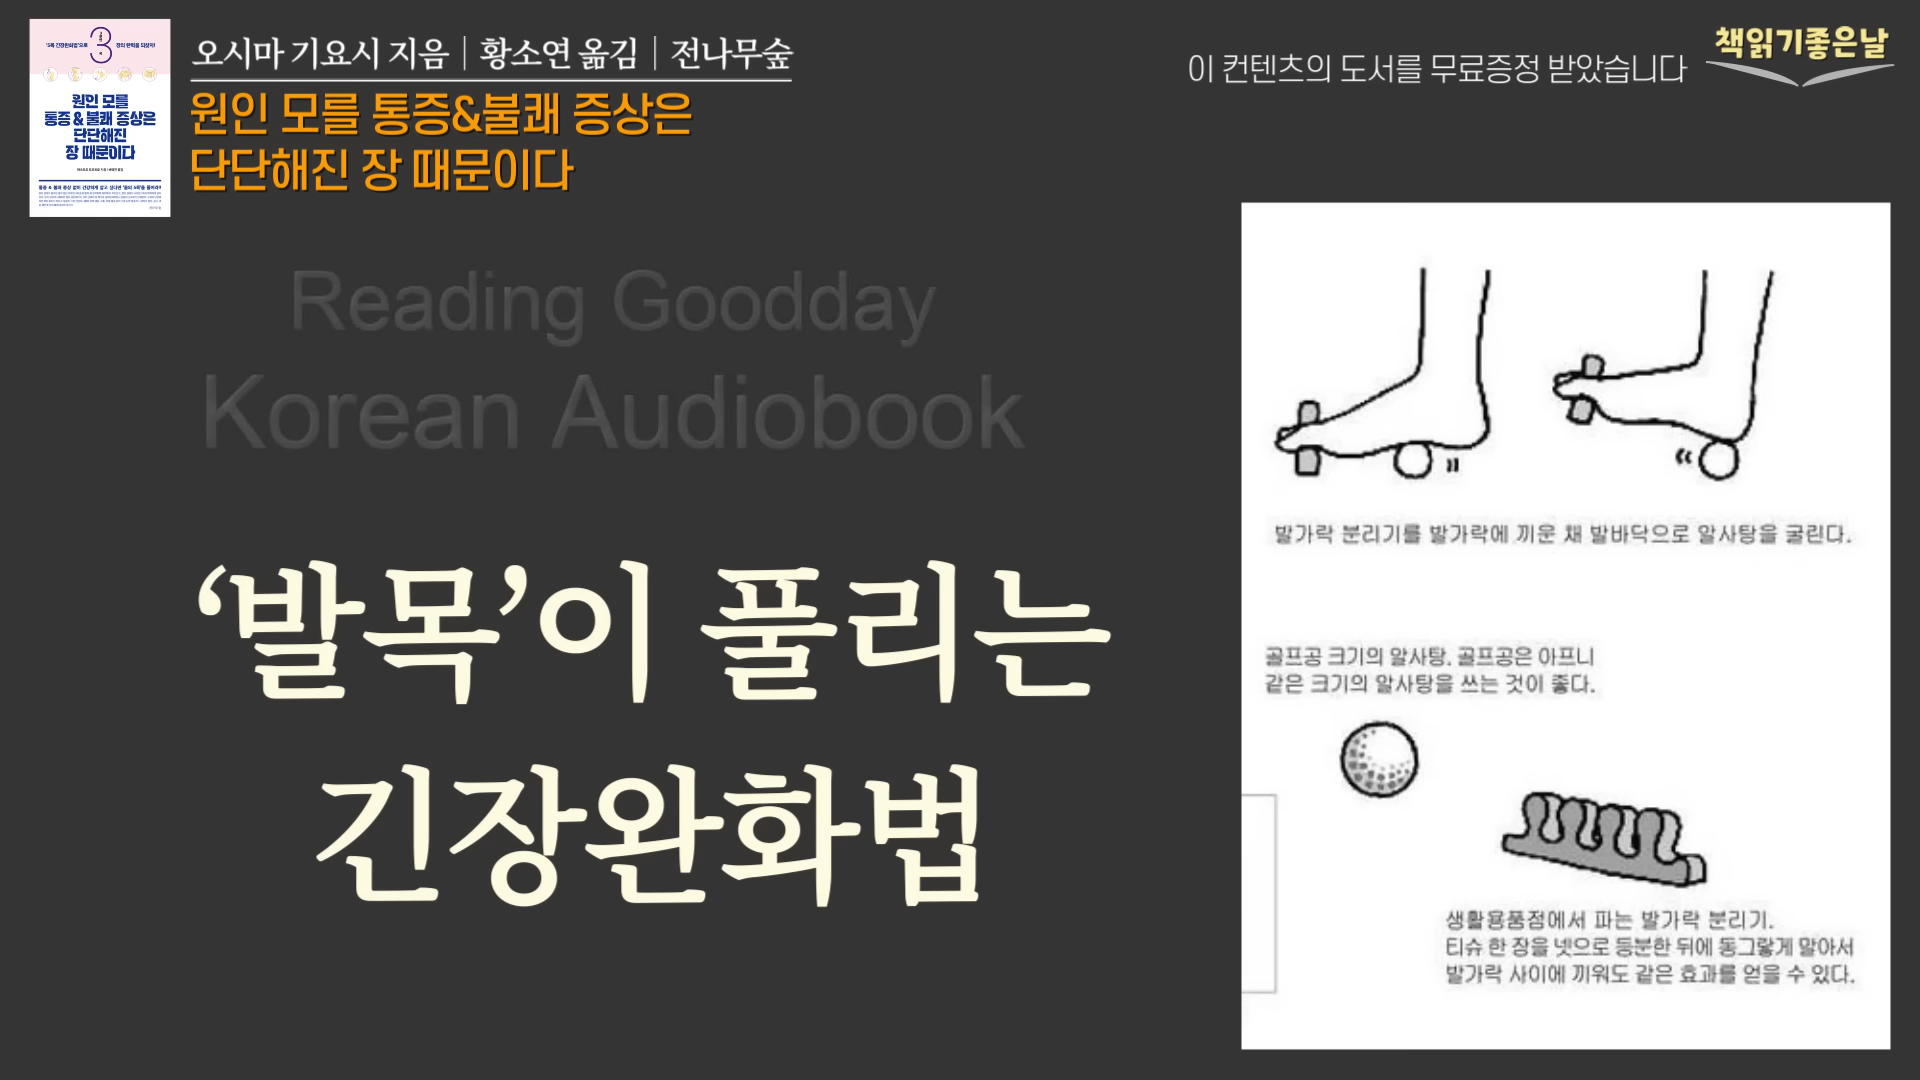 오시마 기요시 지음 | 황소연 옮김 | 전나무숲
원인 모를 통증&불쾌 증상은
단단해진 장 때문이다
이 컨텐츠의 도서를 무료증정 받았습니다
책읽기좋은날
3
원인 모를
통증 & 불쾌 증상은
단단해진
장 때문이다
Reading Goodday
Korean Audiobook
‘발목’이 풀리는
긴장완화법
발가락 분리기를 발가락에 끼운 채 발바닥으로 알사탕을 굴린다.
골프공 크기의 알사탕. 골프공은 아프니
같은 크기의 알사탕을 쓰는 것이 좋다.
생활용품점에서 파는 발가락 분리기.
티슈 한 장을 넷으로 등분한 뒤에 동그랗게 말아서
발가락 사이에 끼워도 같은 효과를 얻을 수 있다.